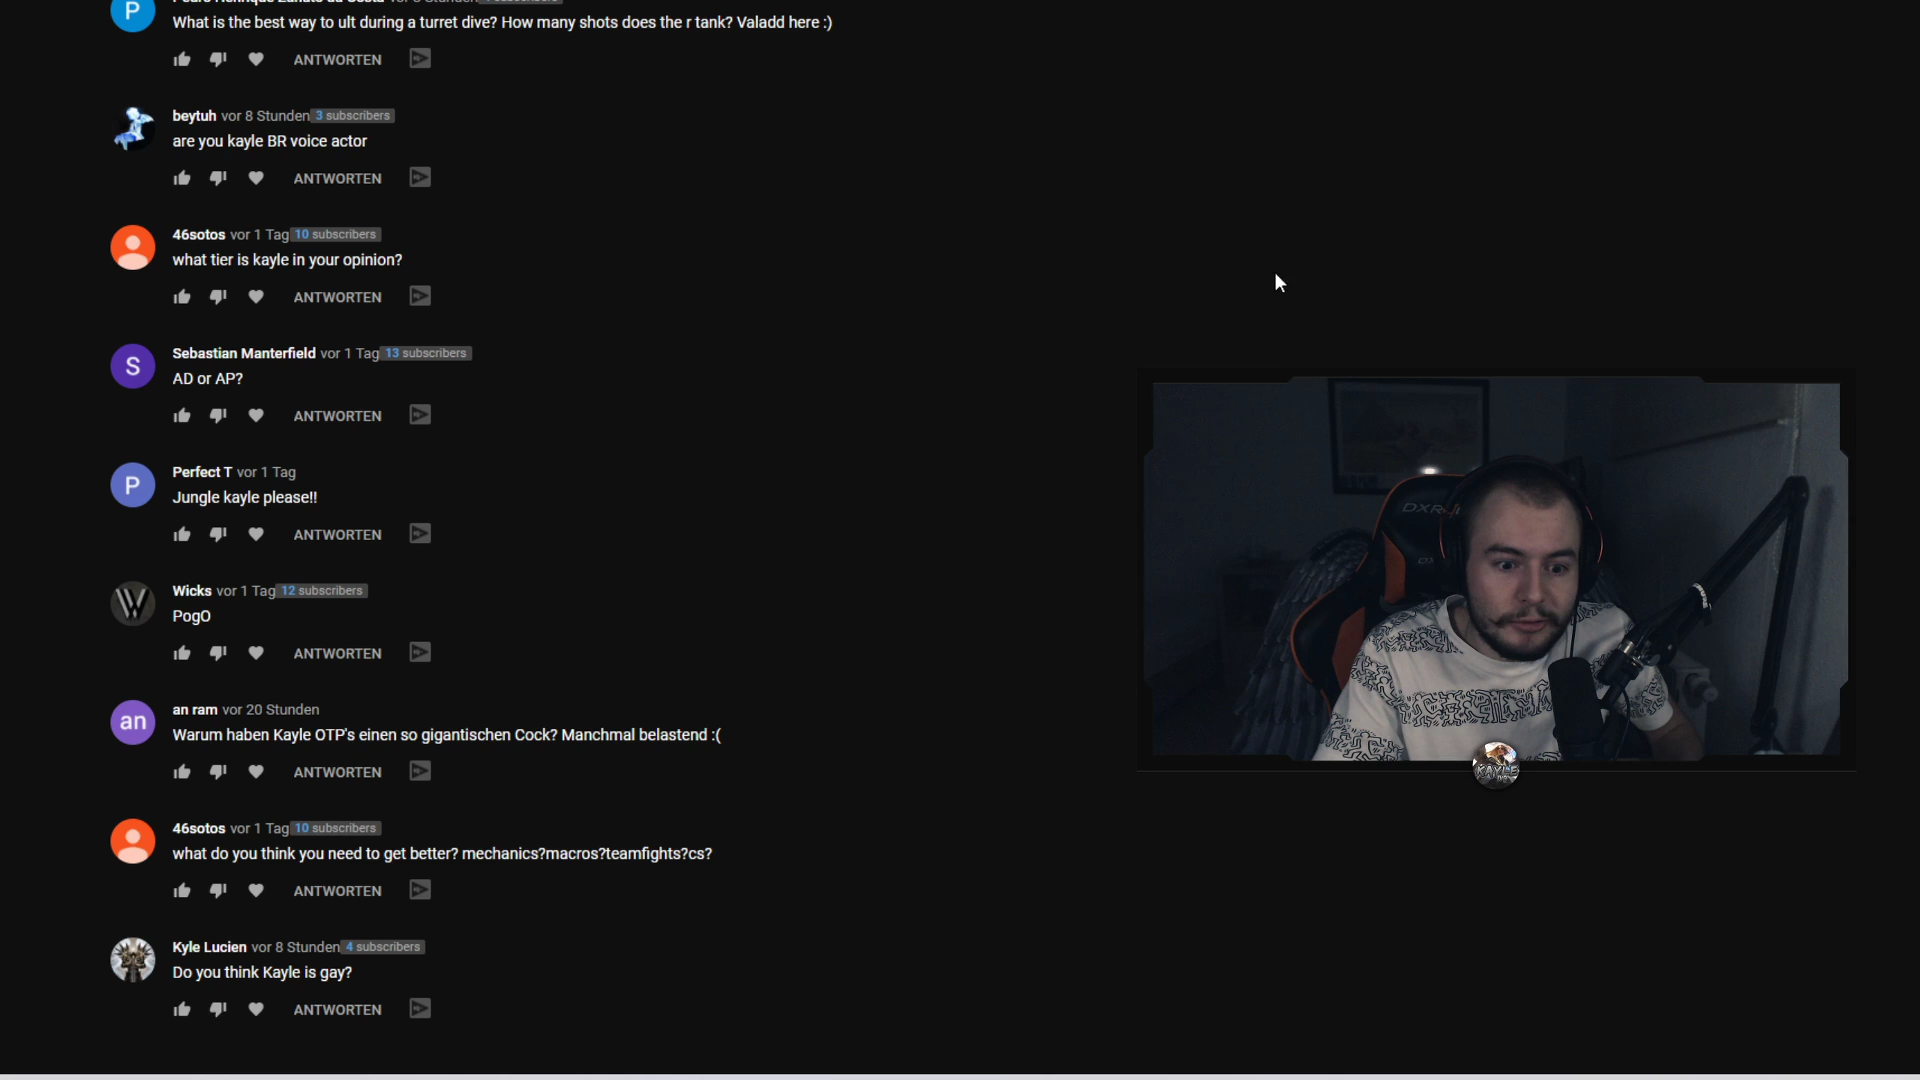 P
What is the best way to ult during a turret dive? How many shots does the r tank? Valadd here :)
ANTWORTEN
beytuh vor 8 Stunden 3 subscribers
are you kayle BR voice actor
ANTWORTEN
46sotos vor 1 Tag 10 subscribers
what tier is kayle in your opinion?
ANTWORTEN
S
Sebastian Manterfield vor 1 Tag 13 subscribers
AD or AP?
ANTWORTEN
P
Perfect T vor 1 Tag
Jungle kayle please!!
ANTWORTEN
W
Wicks vor 1 Tag 12 subscribers
PogO
ANTWORTEN
an
an ram vor 20 Stunden
Warum haben Kayle OTP's einen so gigantischen Cock? Manchmal belastend :(
ANTWORTEN
46sotos vor 1 Tag 10 subscribers
what do you think you need to get better? mechanics?macros?teamfights?cs?
ANTWORTEN
Kyle Lucien vor 8 Stunden 4 subscribers
Do you think Kayle is gay?
ANTWORTEN
KAYLE